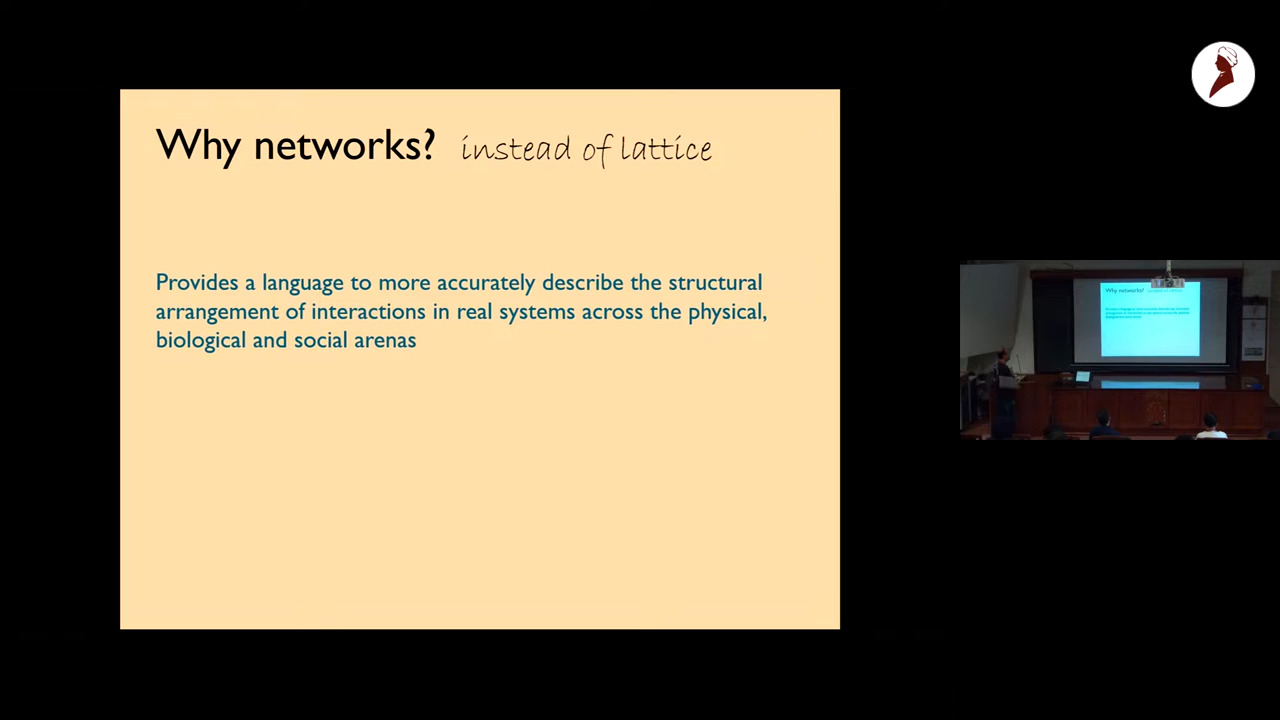 Why networks? instead of lattice
Provides a language to more accurately describe the structural
arrangement of interactions in real systems across the physical,
biological and social arenas